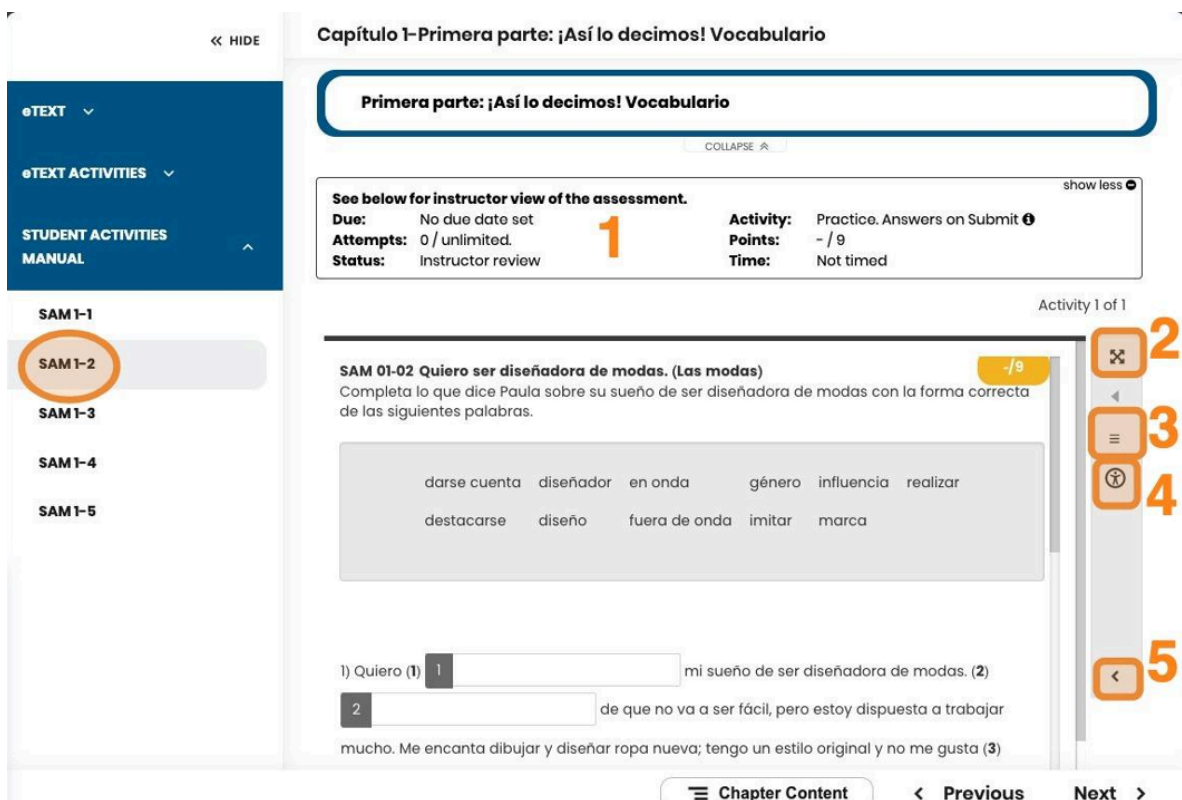 HIDE
Capítulo 1-Primera parte: ¡Así lo decimos! Vocabulario
eTEXT
eTEXT ACTIVITIES
STUDENT ACTIVITIES
MANUAL
SAM 1-1
SAM 1-2
SAM 1-3
SAM 1-4
SAM 1-5
Primera parte: ¡Así lo decimos! Vocabulario
COLLAPSE
show less
See below for instructor view of the assessment.
Due: No due date set Activity: Practice. Answers on Submit
Attempts: 0 / unlimited. Points: - / 9
Status: Instructor review Time: Not timed
1
Activity 1 of 1
2
3
4
5
SAM 01-02 Quiero ser diseñadora de modas. (Las modas) -/9
Completa lo que dice Paula sobre su sueño de ser diseñadora de modas con la forma correcta
de las siguientes palabras.
darse cuenta diseñador en onda género influencia realizar
destacarse diseño fuera de onda imitar marca
1) Quiero (1) 1 mi sueño de ser diseñadora de modas. (2)
2 de que no va a ser fácil, pero estoy dispuesta a trabajar
mucho. Me encanta dibujar y diseñar ropa nueva; tengo un estilo original y no me gusta (3)
Chapter Content < Previous Next >